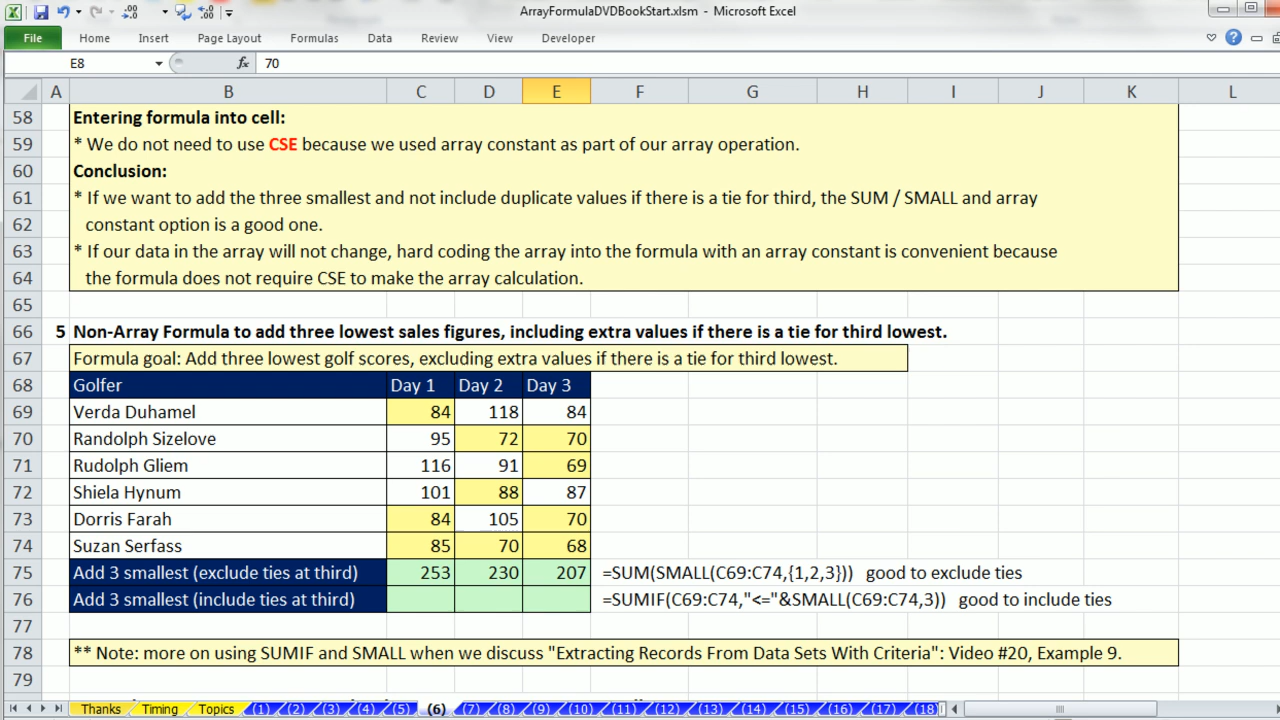 ArrayFormulaDVDBookStart.xlsm - Microsoft Excel
File Home Insert Page Layout Formulas Data Review View Developer
E8 fx 70
A B C D E F G H I J K L
58 Entering formula into cell:
59 * We do not need to use CSE because we used array constant as part of our array operation.
60 Conclusion:
61 * If we want to add the three smallest and not include duplicate values if there is a tie for third, the SUM / SMALL and array
62 constant option is a good one.
63 * If our data in the array will not change, hard coding the array into the formula with an array constant is convenient because
64 the formula does not require CSE to make the array calculation.
65
66 5 Non-Array Formula to add three lowest sales figures, including extra values if there is a tie for third lowest.
67 Formula goal: Add three lowest golf scores, excluding extra values if there is a tie for third lowest.
68 Golfer Day 1 Day 2 Day 3
69 Verda Duhamel 84 118 84
70 Randolph Sizelove 95 72 70
71 Rudolph Gliem 116 91 69
72 Shiela Hynum 101 88 87
73 Dorris Farah 84 105 70
74 Suzan Serfass 85 70 68
75 Add 3 smallest (exclude ties at third) 253 230 207 =SUM(SMALL(C69:C74,{1,2,3})) good to exclude ties
76 Add 3 smallest (include ties at third) =SUMIF(C69:C74,"<="&SMALL(C69:C74,3)) good to include ties
77
78 ** Note: more on using SUMIF and SMALL when we discuss "Extracting Records From Data Sets With Criteria": Video #20, Example 9.
79
Thanks Timing Topics (1) (2) (3) (4) (5) (6) (7) (8) (9) (10) (11) (12) (13) (14) (15) (16) (17) (18)